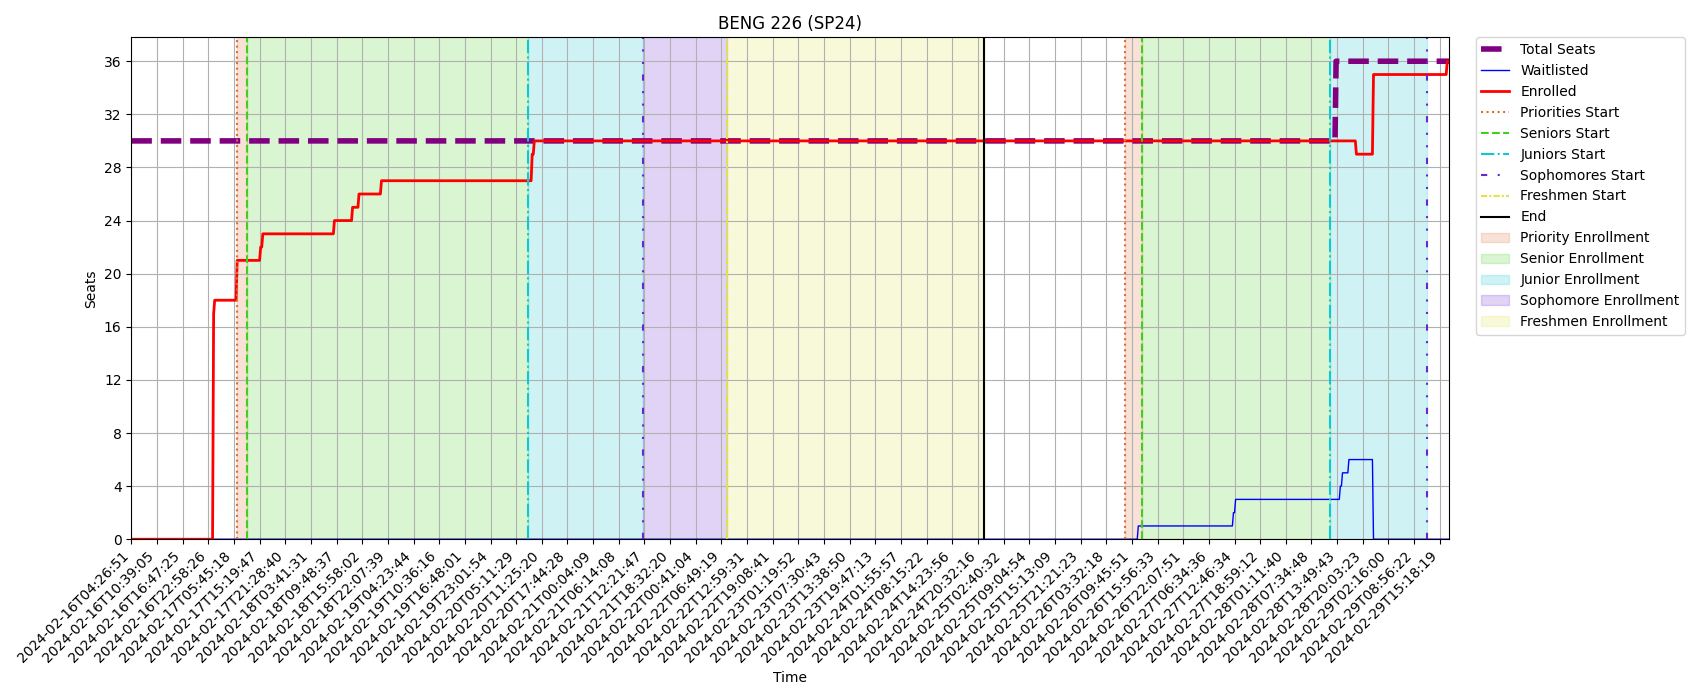 BENG 226 (SP24)
Seats
36
32
28
24
20
16
12
8
4
0
2024-02-16T04:26:51
2024-02-16T10:39:05
2024-02-16T16:47:25
2024-02-16T22:58:26
2024-02-17T05:45:18
2024-02-17T15:19:47
2024-02-17T21:28:40
2024-02-18T03:41:31
2024-02-18T09:48:37
2024-02-18T15:58:02
2024-02-18T22:07:39
2024-02-19T04:23:44
2024-02-19T10:36:16
2024-02-19T16:48:01
2024-02-19T23:01:54
2024-02-20T05:11:29
2024-02-20T11:25:20
2024-02-20T17:44:28
2024-02-21T00:04:09
2024-02-21T06:14:08
2024-02-21T12:21:47
2024-02-21T18:32:20
2024-02-22T00:41:04
2024-02-22T06:49:19
2024-02-22T12:59:31
2024-02-22T19:08:41
2024-02-23T01:19:52
2024-02-23T07:30:43
2024-02-23T13:38:50
2024-02-23T19:47:13
2024-02-24T01:55:57
2024-02-24T08:15:22
2024-02-24T14:23:56
2024-02-24T20:32:16
2024-02-25T02:40:32
2024-02-25T09:04:54
2024-02-25T15:13:09
2024-02-25T21:21:23
2024-02-26T03:32:18
2024-02-26T09:45:51
2024-02-26T15:56:33
2024-02-26T22:07:51
2024-02-27T06:34:36
2024-02-27T12:46:34
2024-02-27T18:59:12
2024-02-28T01:11:40
2024-02-28T07:34:48
2024-02-28T13:49:43
2024-02-28T20:03:23
2024-02-29T02:16:00
2024-02-29T08:56:22
2024-02-29T15:18:19
Time
Total Seats
Waitlisted
Enrolled
Priorities Start
Seniors Start
Juniors Start
Sophomores Start
Freshmen Start
End
Priority Enrollment
Senior Enrollment
Junior Enrollment
Sophomore Enrollment
Freshmen Enrollment